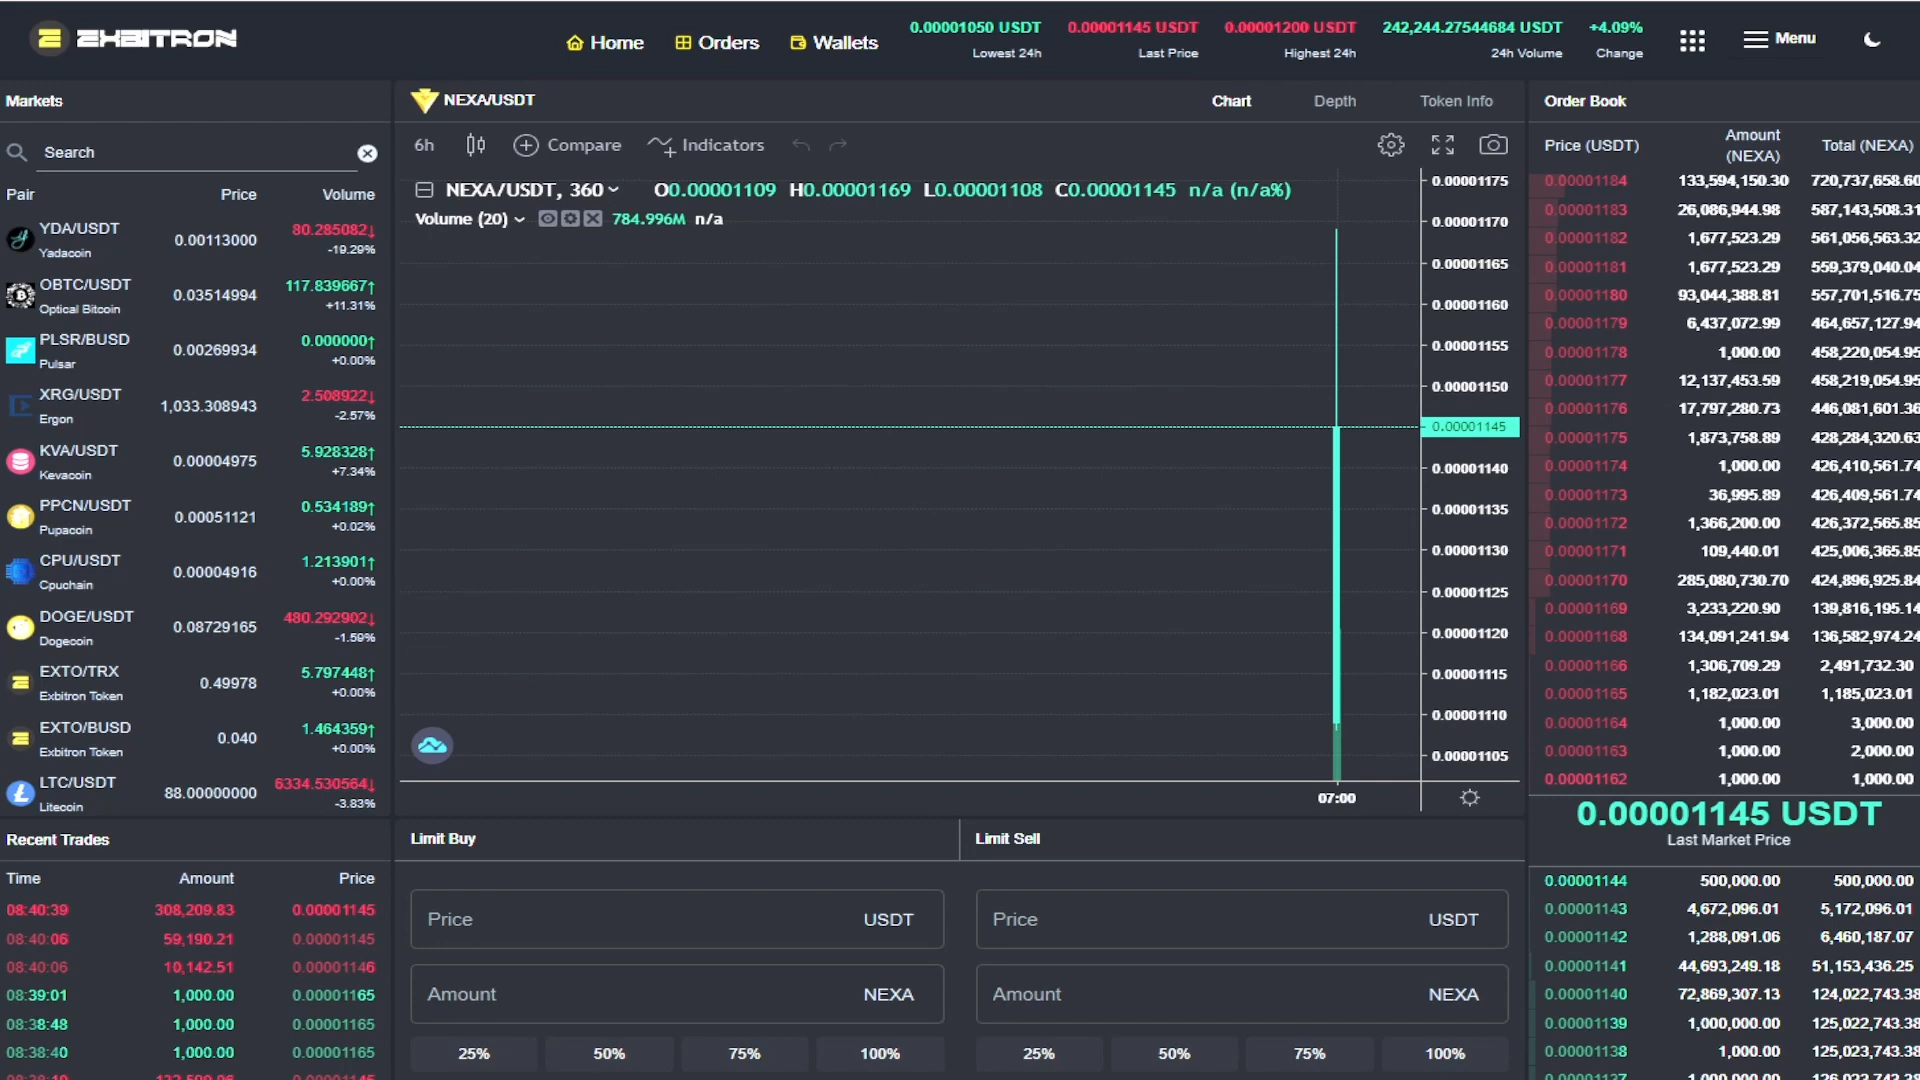 EXBITRON
Home
Orders
Wallets
0.00001050 USDT
Lowest 24h
0.00001145 USDT
Last Price
0.00001200 USDT
Highest 24h
242,244.27544684 USDT
24h Volume
+4.09%
Change
Menu
Markets
Search
Pair Price Volume
YDA/USDT 0.00113000 80.285082↓
Yadacoin -19.29%
OBTC/USDT 0.03514994 117.839667↑
Optical Bitcoin +11.31%
PLSR/BUSD 0.00269934 0.000000↑
Pulsar +0.00%
XRG/USDT 1,033.308943 2.508922↓
Ergon -2.57%
KVA/USDT 0.00004975 5.928328↑
Kevacoin +7.34%
PPCN/USDT 0.00051121 0.534189↑
Pupacoin +0.02%
CPU/USDT 0.00004916 1.213901↑
Cpuchain +0.00%
DOGE/USDT 0.08729165 480.292902↓
Dogecoin -1.59%
EXTO/TRX 0.49978 5.797448↑
Exbitron Token +0.00%
EXTO/BUSD 0.040 1.464359↑
Exbitron Token +0.00%
LTC/USDT 88.00000000 6334.530564↓
Litecoin -3.83%
Recent Trades
Time Amount Price
08:40:39 308,209.83 0.00001145
08:40:06 59,190.21 0.00001145
08:40:06 10,142.51 0.00001146
08:39:01 1,000.00 0.00001165
08:38:48 1,000.00 0.00001165
08:38:40 1,000.00 0.00001165
NEXA/USDT
Chart Depth Token Info
6h Compare Indicators
NEXA/USDT, 360 O0.00001109 H0.00001169 L0.00001108 C0.00001145 n/a (n/a%)
Volume (20) 784.996M n/a
0.00001175
0.00001170
0.00001165
0.00001160
0.00001155
0.00001150
0.00001145
0.00001140
0.00001135
0.00001130
0.00001125
0.00001120
0.00001115
0.00001110
0.00001105
07:00
Limit Buy
Price USDT
Amount NEXA
25% 50% 75% 100%
Limit Sell
Price USDT
Amount NEXA
25% 50% 75% 100%
Order Book
Price (USDT) Amount (NEXA) Total (NEXA)
0.00001184 133,594,150.30 720,737,658.60
0.00001183 26,086,944.98 587,143,508.31
0.00001182 1,677,523.29 561,056,563.32
0.00001181 1,677,523.29 559,379,040.04
0.00001180 93,044,388.81 557,701,516.75
0.00001179 6,437,072.99 464,657,127.94
0.00001178 1,000.00 458,220,054.95
0.00001177 12,137,453.59 458,219,054.95
0.00001176 17,797,280.73 446,081,601.36
0.00001175 1,873,758.89 428,284,320.63
0.00001174 1,000.00 426,410,561.74
0.00001173 36,995.89 426,409,561.74
0.00001172 1,366,200.00 426,372,565.85
0.00001171 109,440.01 425,006,365.85
0.00001170 285,080,730.70 424,896,925.84
0.00001169 3,233,220.90 139,816,195.14
0.00001168 134,091,241.94 136,582,974.24
0.00001166 1,306,709.29 2,491,732.30
0.00001165 1,182,023.01 1,185,023.01
0.00001164 1,000.00 3,000.00
0.00001163 1,000.00 2,000.00
0.00001162 1,000.00 1,000.00
0.00001145 USDT
Last Market Price
0.00001144 500,000.00 500,000.00
0.00001143 4,672,096.01 5,172,096.01
0.00001142 1,288,091.06 6,460,187.07
0.00001141 44,693,249.18 51,153,436.25
0.00001140 72,869,307.13 124,022,743.38
0.00001139 1,000,000.00 125,022,743.38
0.00001138 1,000.00 125,023,743.38